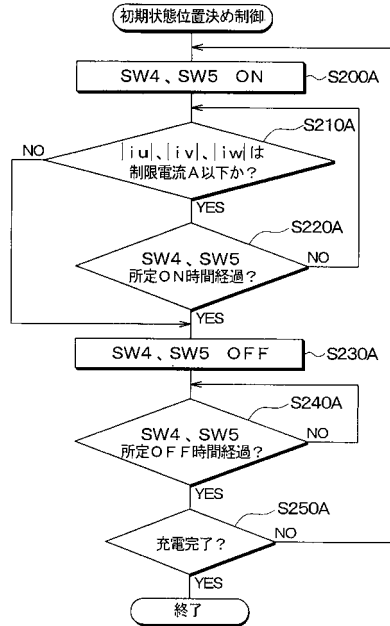 初期状態位置決め制御
SW4、SW5 ON
S200A
S210A
|iu|、|iv|、|iw|は
制限電流A以下か?
NO
YES
S220A
SW4、SW5
所定ON時間経過?
NO
YES
SW4、SW5 OFF
S230A
S240A
SW4、SW5
所定OFF時間経過?
NO
YES
S250A
充電完了?
NO
YES
終了